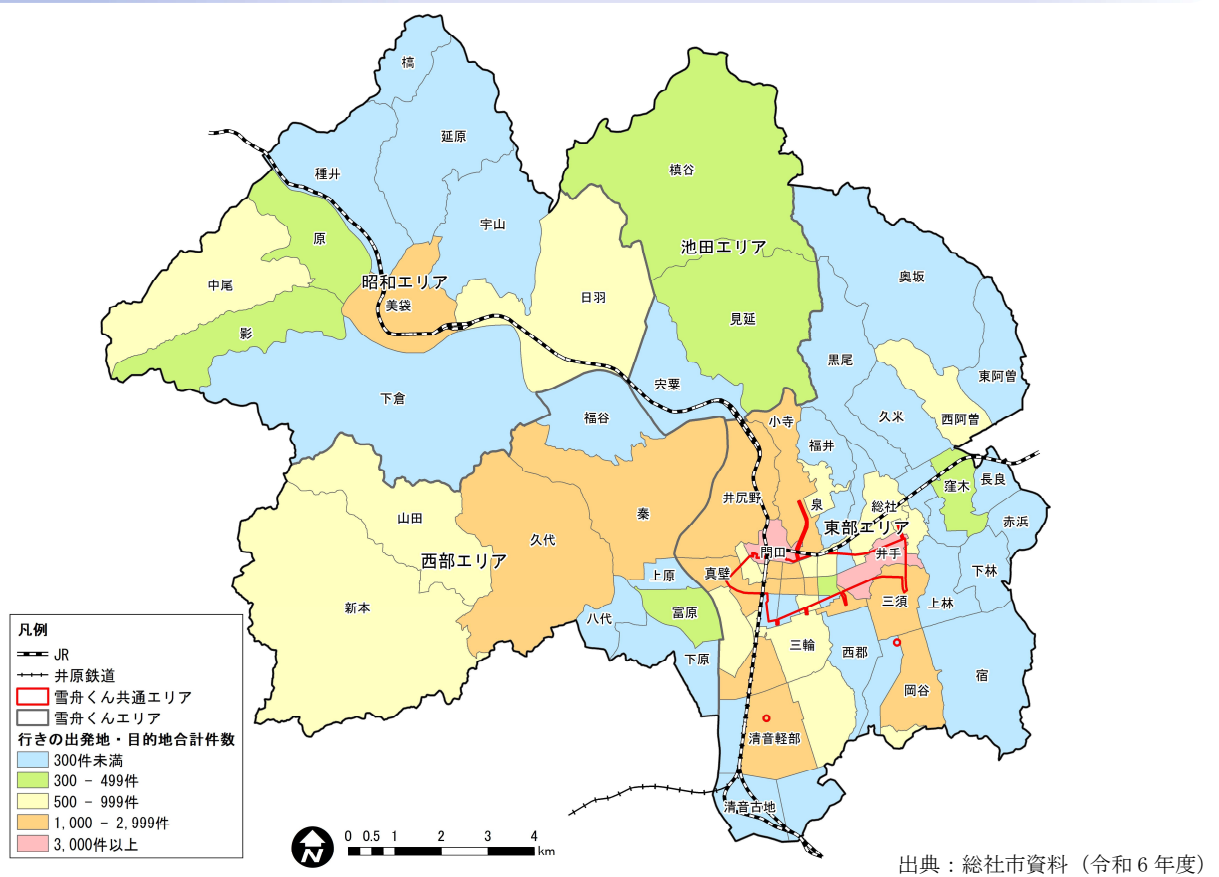 槁
延原
種井
槙谷
宇山
原
池田エリア
奥坂
昭和エリア
中尾
日羽
美袋
見延
影
黒尾
宍粟
東阿曽
下倉
小寺
久米
西阿曽
福谷
福井
長良
窪木
井尻野
泉
総社
秦
赤浜
山田
東部エリア
久代
門田
井手
西部エリア
上原
真壁
下林
新本
三須
上林
八代
富原
三輪
西郡
下原
宿
岡谷
清音軽部
清音古地
凡例
JR
井原鉄道
雪舟くん共通エリア
雪舟くんエリア
行きの出発地・目的地合計件数
300件未満
300 - 499件
500 - 999件
1,000 - 2,999件
3,000件以上
N
0 0.5 1 2 3 4
km
出典：総社市資料（令和６年度）